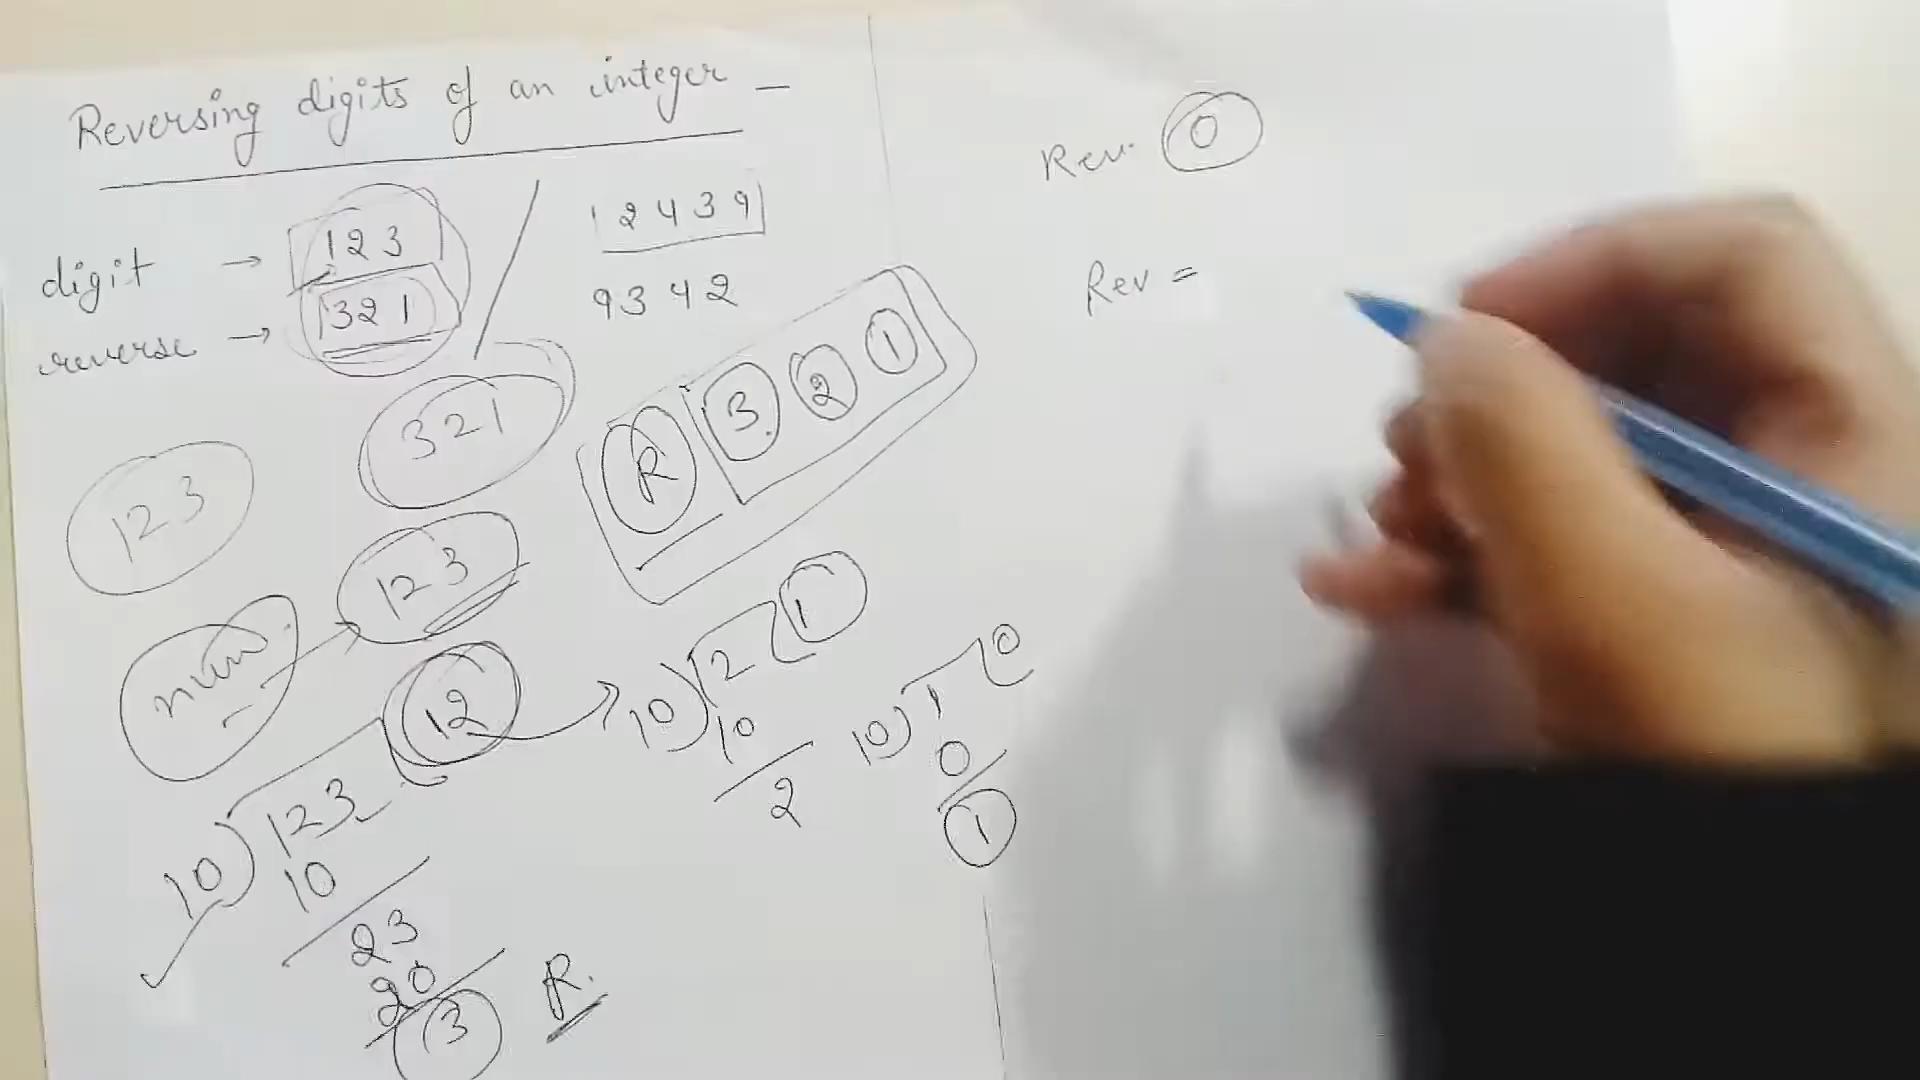 Reversing digits of an integer -
digit → 123
reverse → 321
12439
9342
321
R 3 2 1
123
123
num
12
10) 123
10
23
20
3
R.
10) 12 1
10
2
10) 1 0
0
1
Rev. 0
Rev =